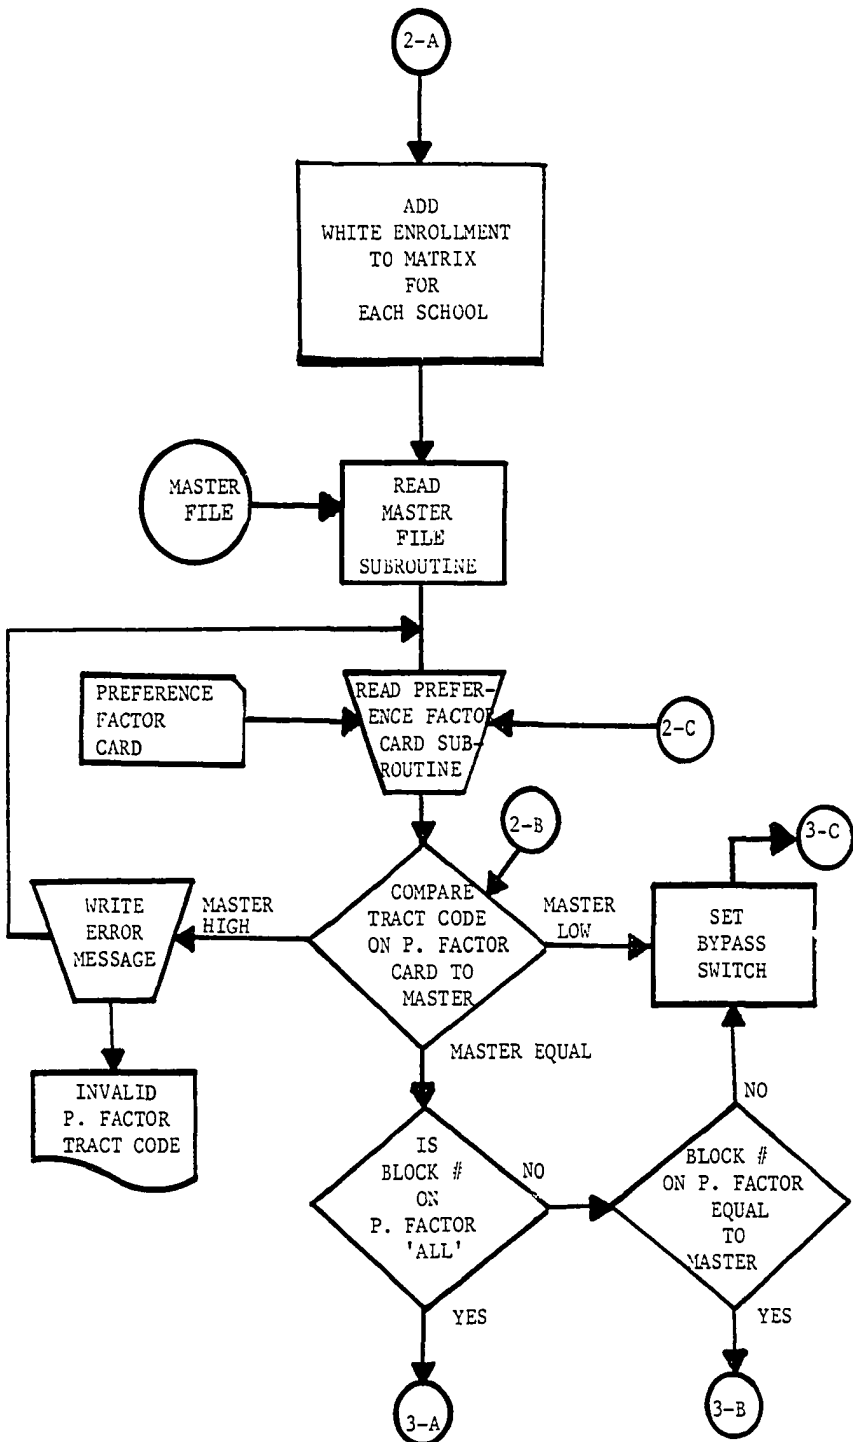 2-A
ADD
WHITE ENROLLMENT
TO MATRIX
FOR
EACH SCHOOL
MASTER
FILE
READ
MASTER
FILE
SUBROUTINE
PREFERENCE
FACTOR
CARD
READ PREFER-
ENCE FACTOR
CARD SUB-
ROUTINE
2-C
2-B
3-C
WRITE
ERROR
MESSAGE
MASTER
HIGH
COMPARE
TRACT CODE
ON P. FACTOR
CARD TO
MASTER
MASTER
LOW
SET
BYPASS
SWITCH
MASTER EQUAL
INVALID
P. FACTOR
TRACT CODE
IS
BLOCK #
ON
P. FACTOR
'ALL'
NO
NO
BLOCK #
ON P. FACTOR
EQUAL
TO
MASTER
YES
YES
3-A
3-B